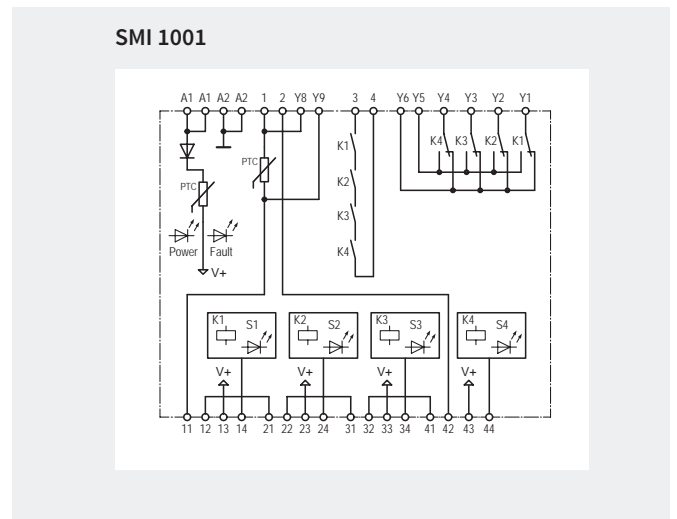 SMI 1001
A1 A1 A2 A2 1 2 Y8 Y9 3 4 Y6 Y5 Y4 Y3 Y2 Y1
K1 K4 K3 K2 K1
PTC
K2
PTC
K3
K4
Power Fault
V+
K1 S1 K2 S2 K3 S3 K4 S4
V+ V+ V+ V+
11 12 13 14 21 22 23 24 31 32 33 34 41 42 43 44